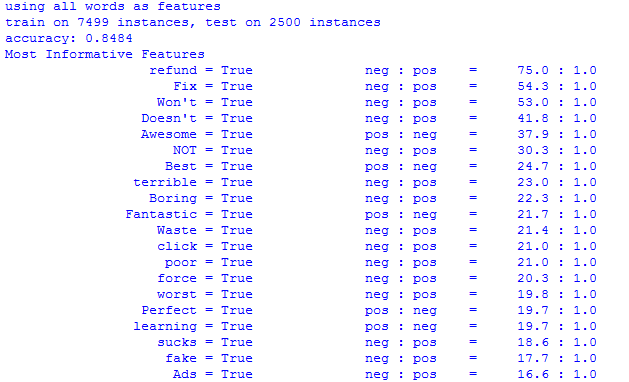 using all words as features
train on 7499 instances, test on 2500 instances
accuracy: 0.8484
Most Informative Features
refund = True neg : pos = 75.0 : 1.0
Fix = True neg : pos = 54.3 : 1.0
Won't = True neg : pos = 53.0 : 1.0
Doesn't = True neg : pos = 41.8 : 1.0
Awesome = True pos : neg = 37.9 : 1.0
NOT = True neg : pos = 30.3 : 1.0
Best = True pos : neg = 24.7 : 1.0
terrible = True neg : pos = 23.0 : 1.0
Boring = True neg : pos = 22.3 : 1.0
Fantastic = True pos : neg = 21.7 : 1.0
Waste = True neg : pos = 21.4 : 1.0
click = True neg : pos = 21.0 : 1.0
poor = True neg : pos = 21.0 : 1.0
force = True neg : pos = 20.3 : 1.0
worst = True neg : pos = 19.8 : 1.0
Perfect = True pos : neg = 19.7 : 1.0
learning = True pos : neg = 19.7 : 1.0
sucks = True neg : pos = 18.6 : 1.0
fake = True neg : pos = 17.7 : 1.0
Ads = True neg : pos = 16.6 : 1.0